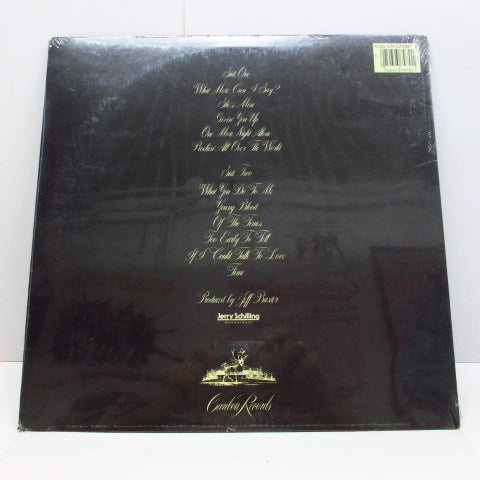 Side One
What More Can I Say?
She's Mine
Givin' You Up
One More Night Alone
Rockin' All Over The World
Side Two
What You Do To Me
Young Blood
Of The Times
Too Early To Tell
If I Could Talk To Love
Time
Produced by Jeff Baxter
Jerry Schilling
MANAGEMENT
Caribou Records